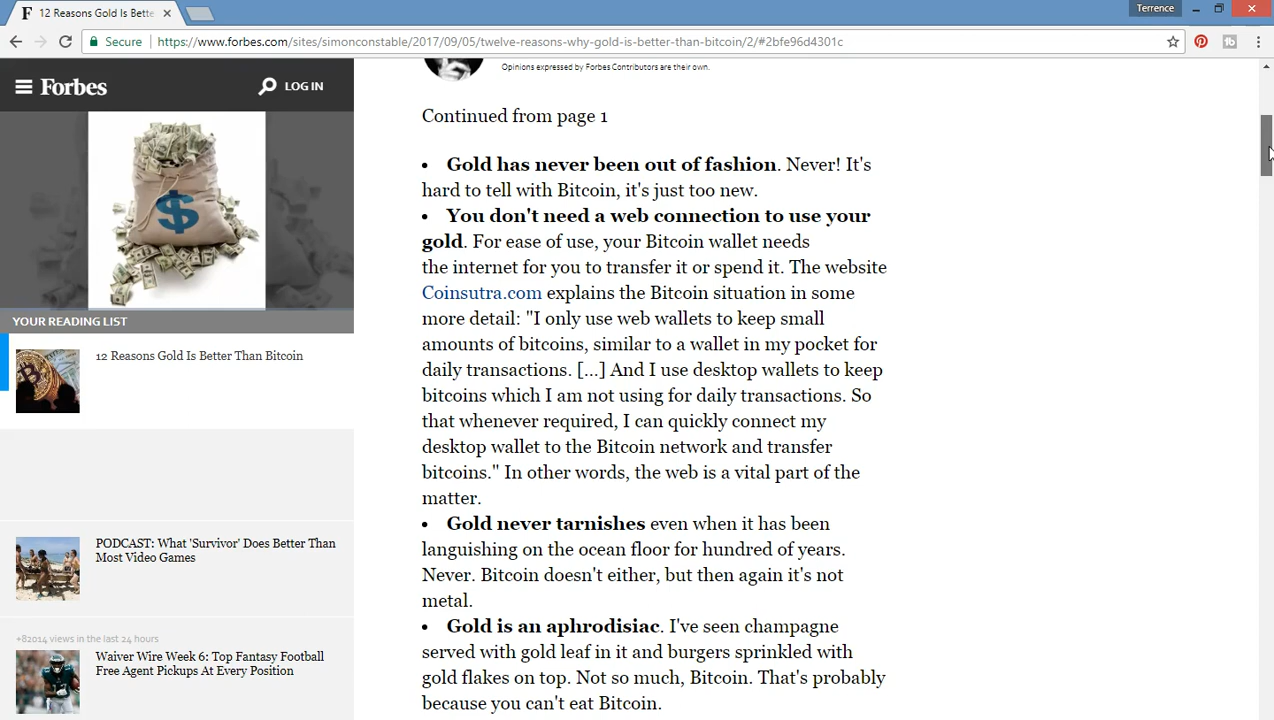 12 Reasons Gold Is Bette
Terrence
Secure
https://www.forbes.com/sites/simonconstable/2017/09/05/twelve-reasons-why-gold-is-better-than-bitcoin/2/#2bfe96d4301c
Forbes
LOG IN
YOUR READING LIST
12 Reasons Gold Is Better Than Bitcoin
PODCAST: What 'Survivor' Does Better Than
Most Video Games
+82014 views in the last 24 hours
Waiver Wire Week 6: Top Fantasy Football
Free Agent Pickups At Every Position
Opinions expressed by Forbes Contributors are their own.
Continued from page 1
• Gold has never been out of fashion. Never! It's
hard to tell with Bitcoin, it's just too new.
• You don't need a web connection to use your
gold. For ease of use, your Bitcoin wallet needs
the internet for you to transfer it or spend it. The website
Coinsutra.com explains the Bitcoin situation in some
more detail: "I only use web wallets to keep small
amounts of bitcoins, similar to a wallet in my pocket for
daily transactions. [...] And I use desktop wallets to keep
bitcoins which I am not using for daily transactions. So
that whenever required, I can quickly connect my
desktop wallet to the Bitcoin network and transfer
bitcoins." In other words, the web is a vital part of the
matter.
• Gold never tarnishes even when it has been
languishing on the ocean floor for hundred of years.
Never. Bitcoin doesn't either, but then again it's not
metal.
• Gold is an aphrodisiac. I've seen champagne
served with gold leaf in it and burgers sprinkled with
gold flakes on top. Not so much, Bitcoin. That's probably
because you can't eat Bitcoin.